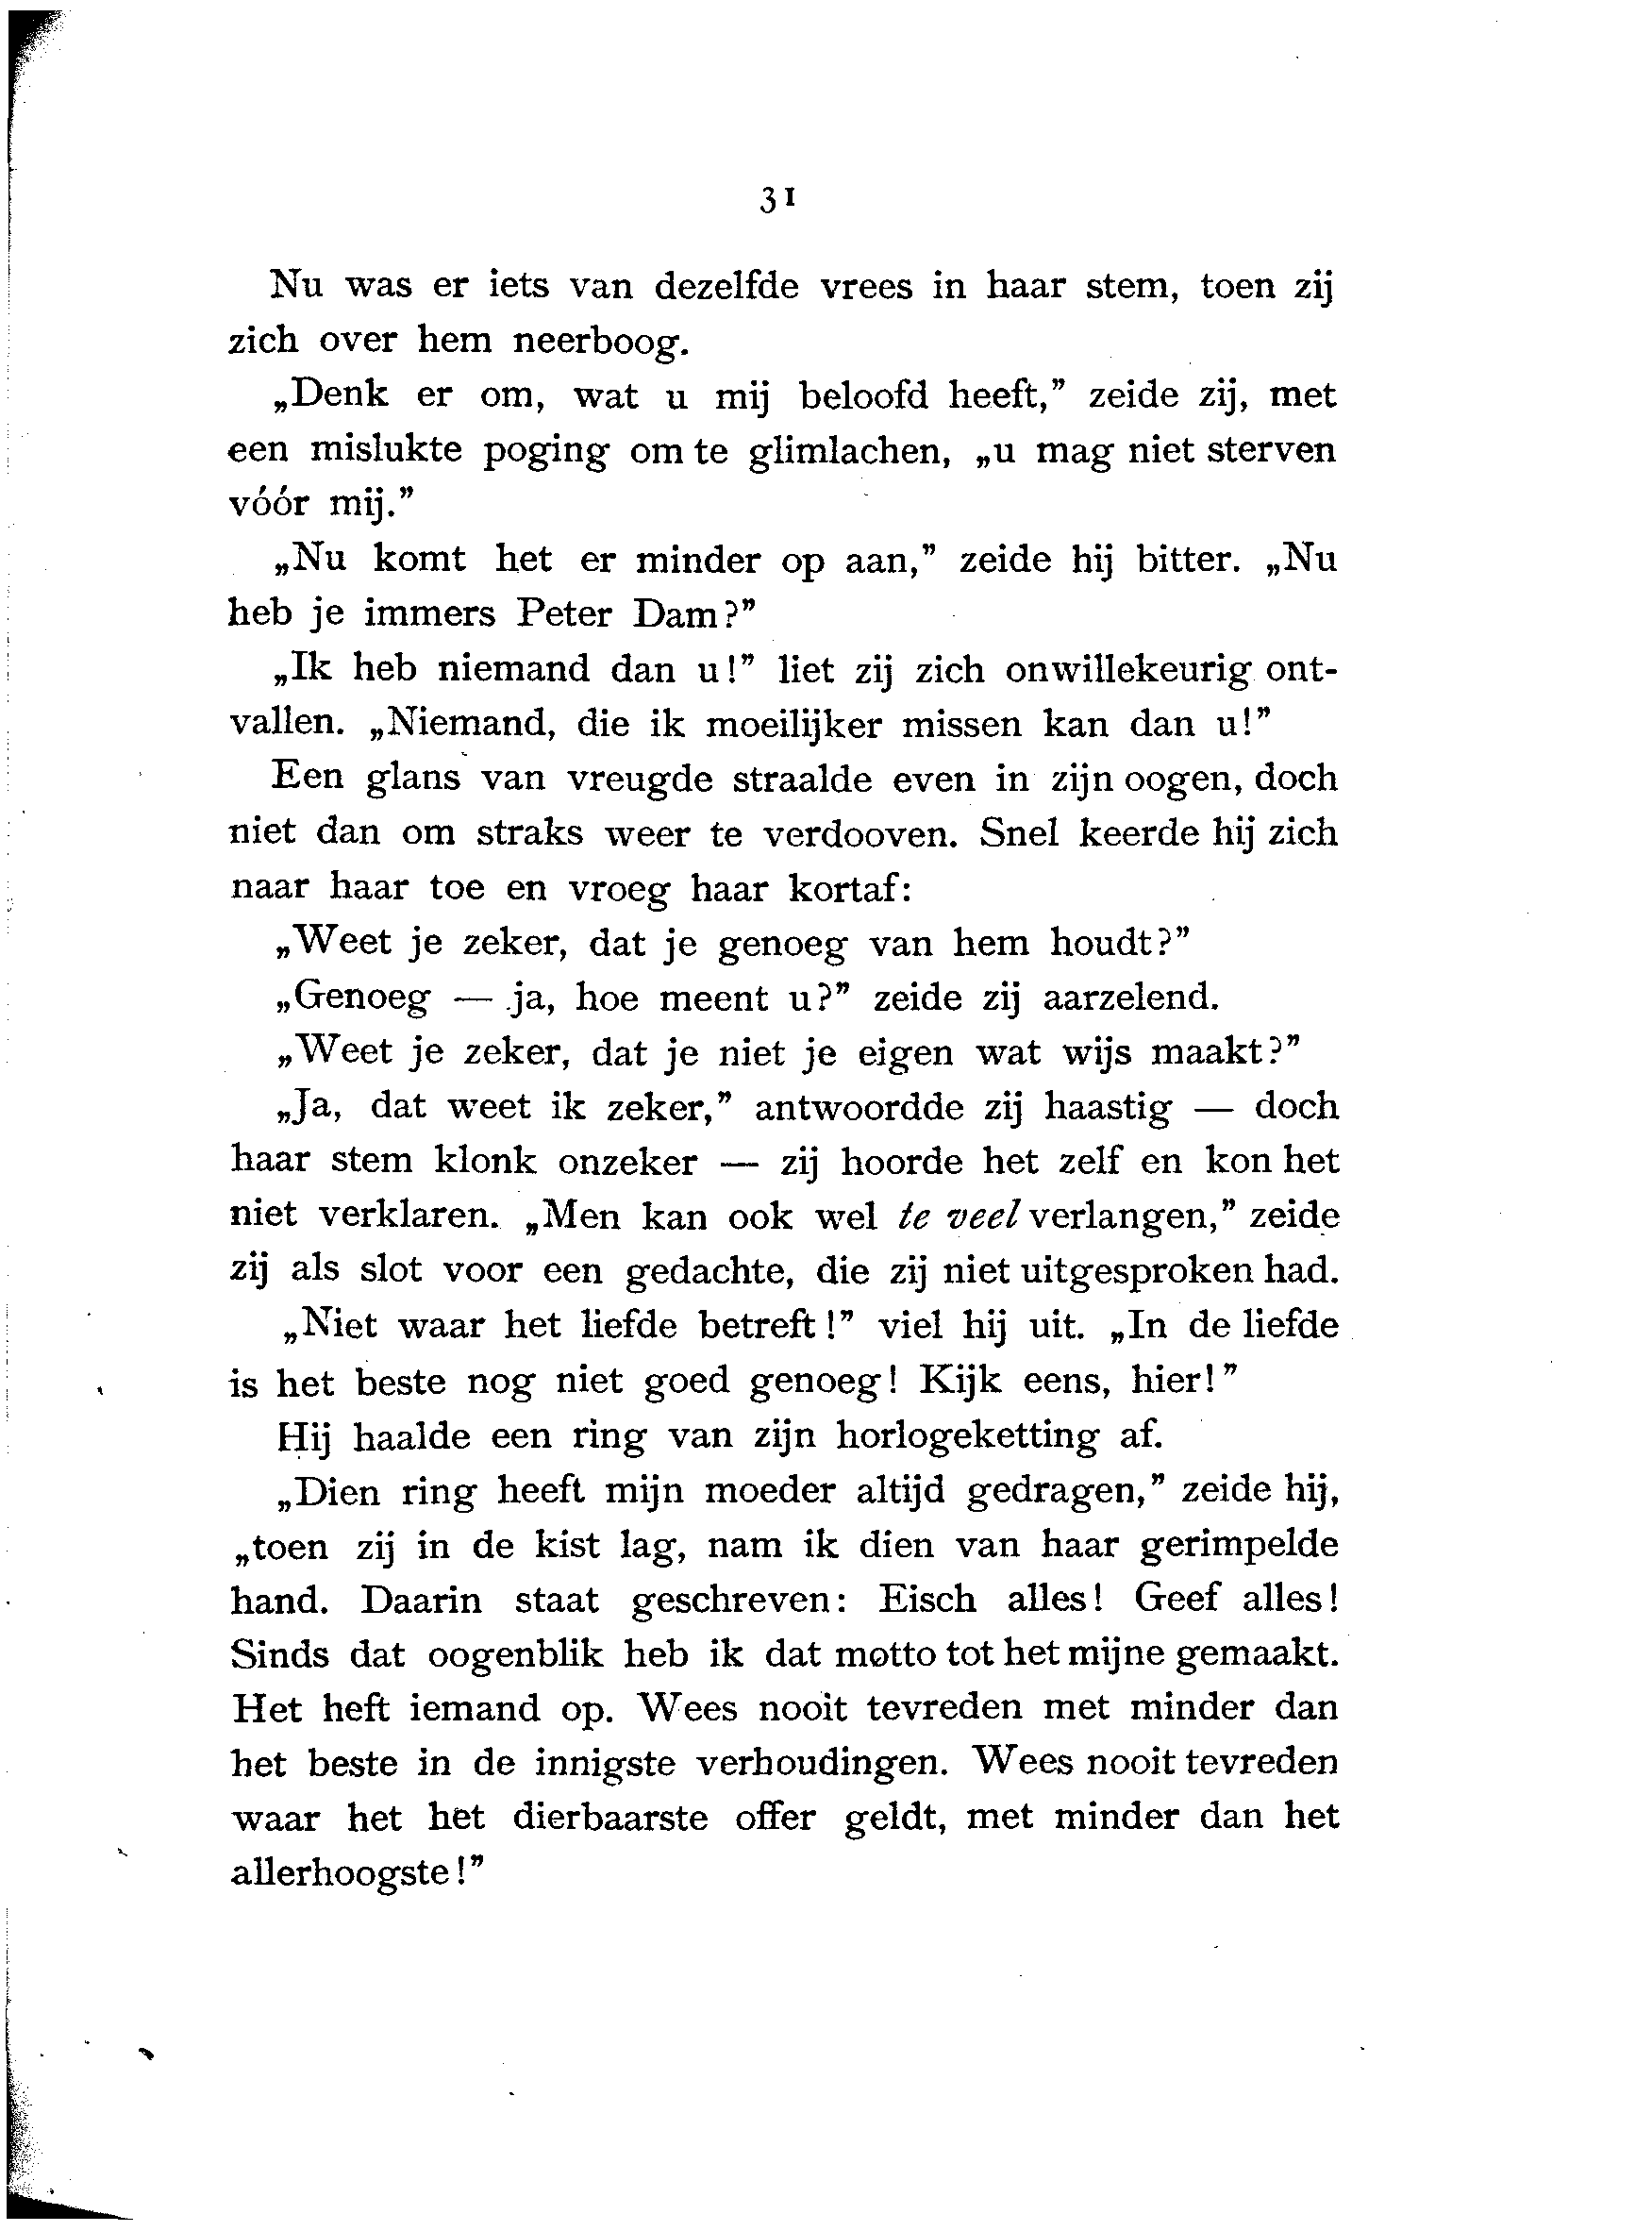 31
Nu was er iets van dezelfde vrees in haar stem, toen zij
zich over hem neerboog.
„Denk er om, wat u mij beloofd heeft,” zeide zij, met
een mislukte poging om te glimlachen, „u mag niet sterven
vóór mij.”
„Nu komt het er minder op aan,” zeide hij bitter. „Nu
heb je immers Peter Dam?”
„Ik heb niemand dan u!” liet zij zich onwillekeurig ont-
vallen. „Niemand, die ik moeilijker missen kan dan u!”
Een glans van vreugde straalde even in zijn oogen, doch
niet dan om straks weer te verdooven. Snel keerde hij zich
naar haar toe en vroeg haar kortaf:
„Weet je zeker, dat je genoeg van hem houdt?”
„Genoeg — ja, hoe meent u?” zeide zij aarzelend.
„Weet je zeker, dat je niet je eigen wat wijs maakt?”
„Ja, dat weet ik zeker,” antwoordde zij haastig — doch
haar stem klonk onzeker — zij hoorde het zelf en kon het
niet verklaren. „Men kan ook wel te veel verlangen,” zeide
zij als slot voor een gedachte, die zij niet uitgesproken had.
„Niet waar het liefde betreft!” viel hij uit. „In de liefde
is het beste nog niet goed genoeg! Kijk eens, hier!”
Hij haalde een ring van zijn horlogeketting af.
„Dien ring heeft mijn moeder altijd gedragen,” zeide hij,
„toen zij in de kist lag, nam ik dien van haar gerimpelde
hand. Daarin staat geschreven: Eisch alles! Geef alles!
Sinds dat oogenblik heb ik dat motto tot het mijne gemaakt.
Het heft iemand op. Wees nooit tevreden met minder dan
het beste in de innigste verhoudingen. Wees nooit tevreden
waar het het dierbaarste offer geldt, met minder dan het
allerhoogste!”